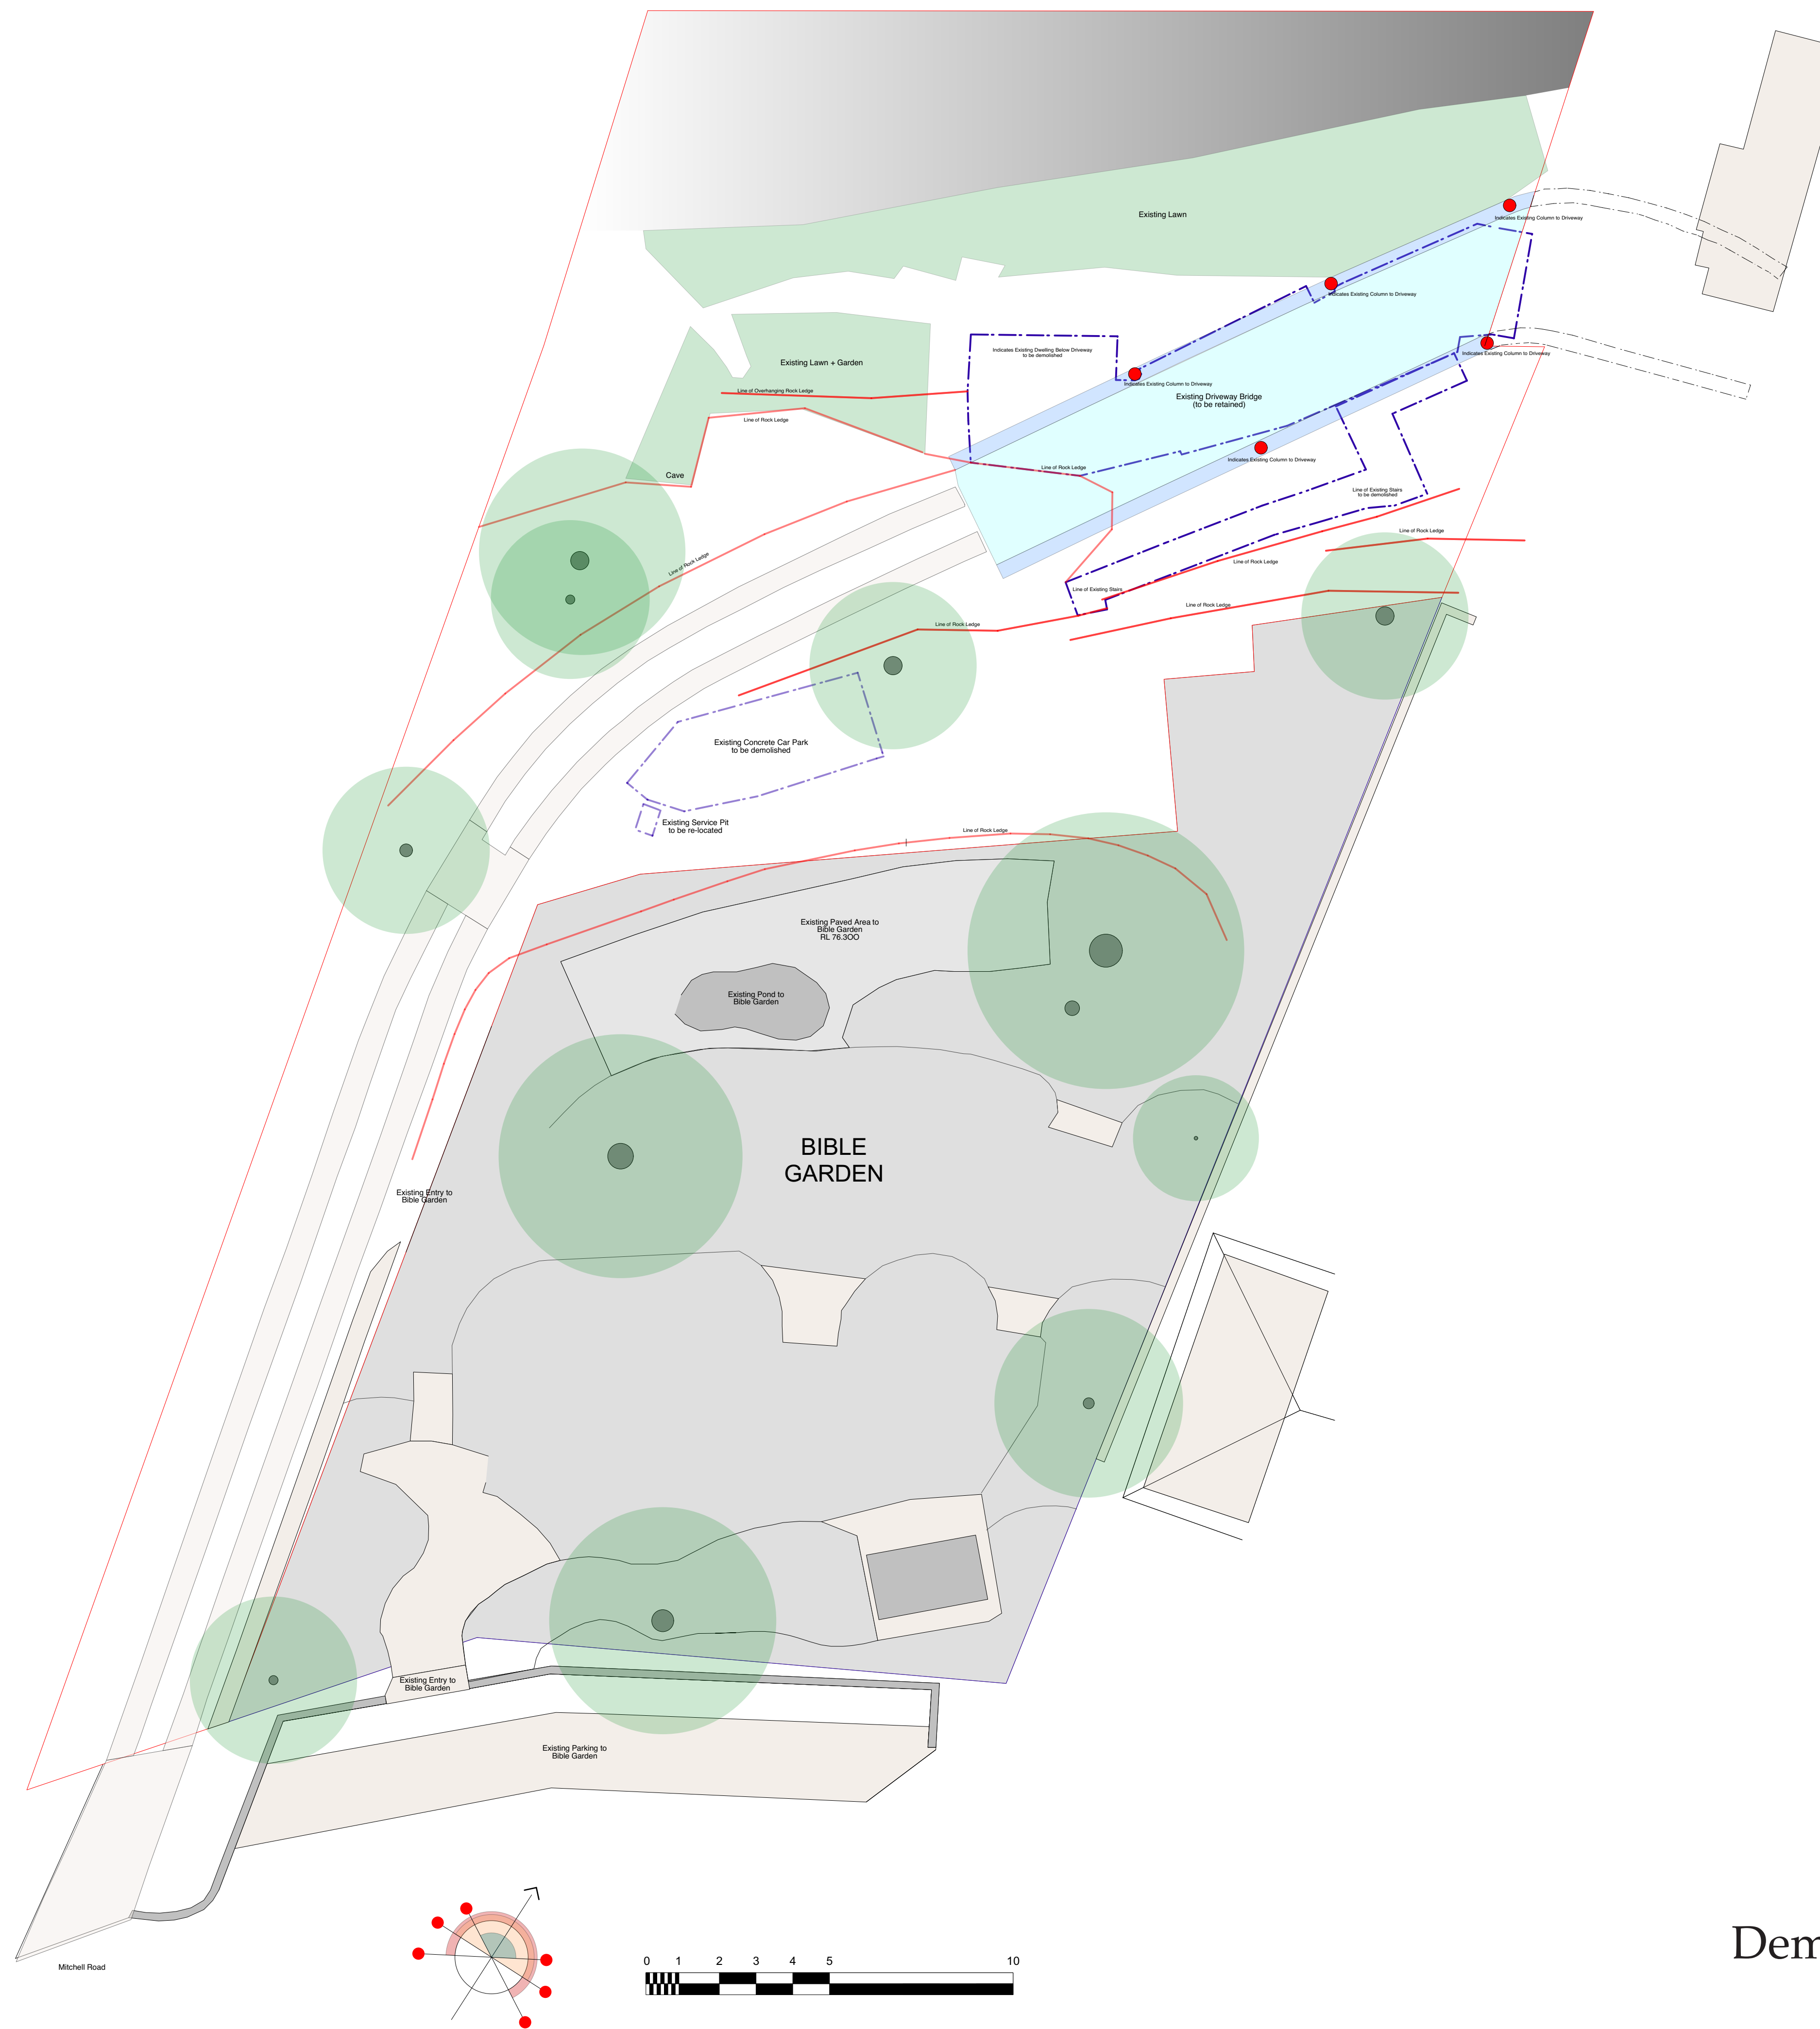 Existing Lawn
Indicates Existing Column to Driveway
Indicates Existing Column to Driveway
Indicates Existing Dwelling Below Driveway
to be demolished
Indicates Existing Column to Driveway
Existing Lawn + Garden
Indicates Existing Column to Driveway
Line of Overhanging Rock Ledge
Existing Driveway Bridge
(to be retained)
Line of Rock Ledge
Indicates Existing Column to Driveway
Line of Rock Ledge
Cave
Line of Existing Stairs
to be demolished
Line of Rock Ledge
Line of Rock Ledge
Line of Rock Ledge
Line of Existing Stairs
Line of Rock Ledge
Line of Rock Ledge
Existing Concrete Car Park
to be demolished
Existing Service Pit
to be re-located
Line of Rock Ledge
Existing Paved Area to
Bible Garden
RL 76.3OO
Existing Pond to
Bible Garden
BIBLE
GARDEN
Existing Entry to
Bible Garden
Existing Entry to
Bible Garden
Existing Parking to
Bible Garden
Mitchell Road
0 1 2 3 4 5 10
Dem